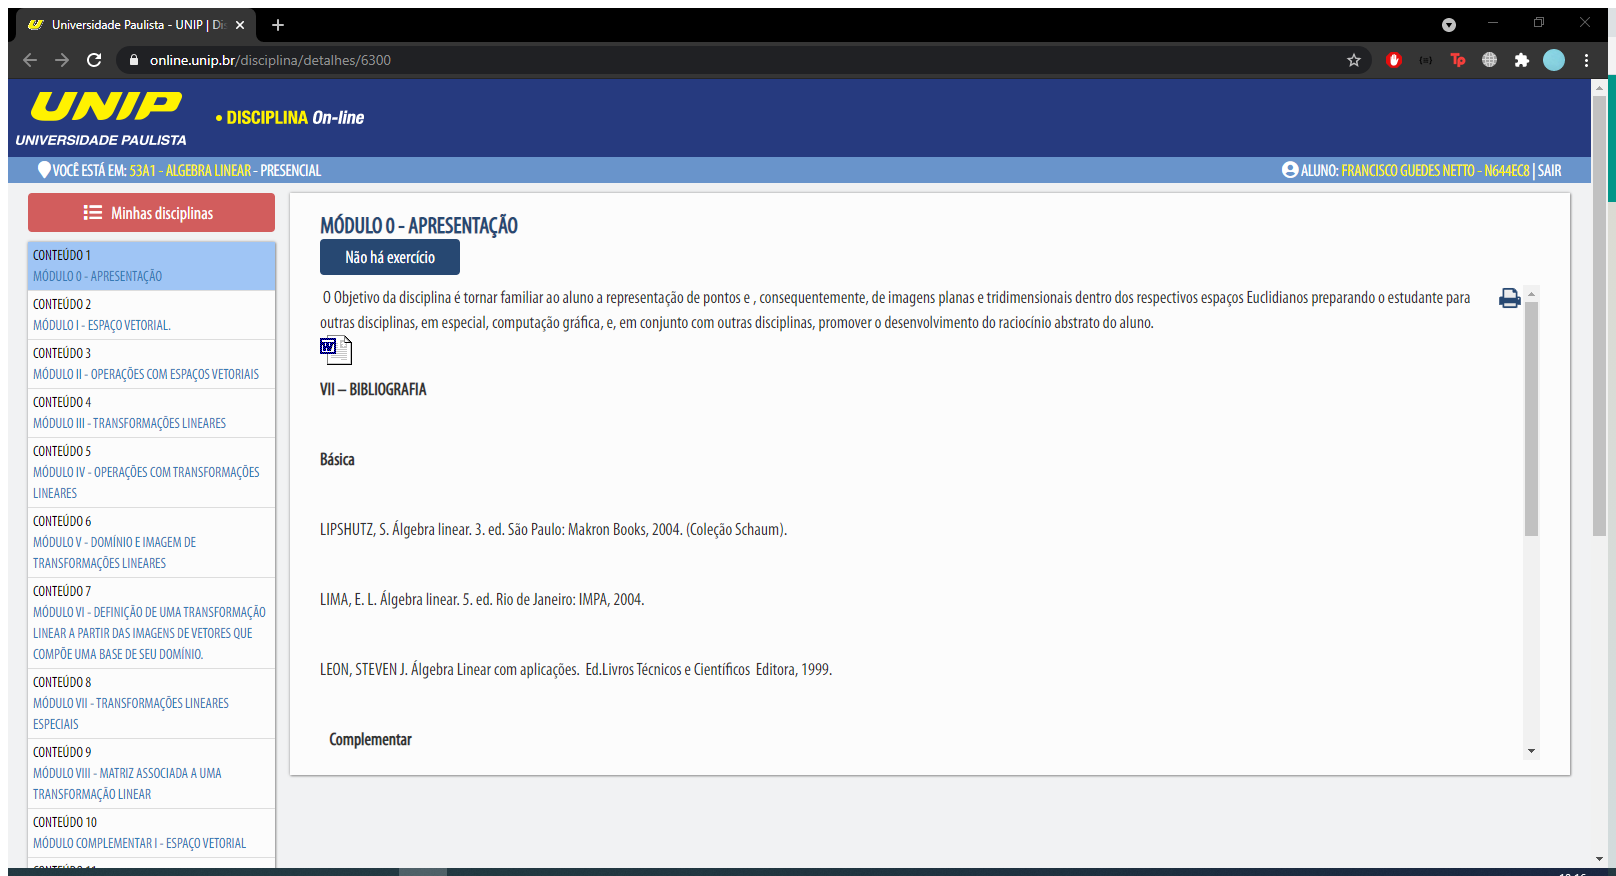 Universidade Paulista - UNIP | Di
online.unip.br/disciplina/detalhes/6300
UNIP
UNIVERSIDADE PAULISTA
• DISCIPLINA On-line
VOCÊ ESTÁ EM: 53A1 - ALGEBRA LINEAR - PRESENCIAL
ALUNO: FRANCISCO GUEDES NETTO - N644EC8 | SAIR
Minhas disciplinas
CONTEÚDO 1
MÓDULO 0 - APRESENTAÇÃO
CONTEÚDO 2
MÓDULO I - ESPAÇO VETORIAL.
CONTEÚDO 3
MÓDULO II - OPERAÇÕES COM ESPAÇOS VETORIAIS
CONTEÚDO 4
MÓDULO III - TRANSFORMAÇÕES LINEARES
CONTEÚDO 5
MÓDULO IV - OPERAÇÕES COM TRANSFORMAÇÕES
LINEARES
CONTEÚDO 6
MÓDULO V - DOMÍNIO E IMAGEM DE
TRANSFORMAÇÕES LINEARES
CONTEÚDO 7
MÓDULO VI - DEFINIÇÃO DE UMA TRANSFORMAÇÃO
LINEAR A PARTIR DAS IMAGENS DE VETORES QUE
COMPÕE UMA BASE DE SEU DOMÍNIO.
CONTEÚDO 8
MÓDULO VII - TRANSFORMAÇÕES LINEARES
ESPECIAIS
CONTEÚDO 9
MÓDULO VIII - MATRIZ ASSOCIADA A UMA
TRANSFORMAÇÃO LINEAR
CONTEÚDO 10
MÓDULO COMPLEMENTAR I - ESPAÇO VETORIAL
MÓDULO 0 - APRESENTAÇÃO
Não há exercício
O Objetivo da disciplina é tornar familiar ao aluno a representação de pontos e , consequentemente, de imagens planas e tridimensionais dentro dos respectivos espaços Euclidianos preparando o estudante para
outras disciplinas, em especial, computação gráfica, e, em conjunto com outras disciplinas, promover o desenvolvimento do raciocínio abstrato do aluno.
VII – BIBLIOGRAFIA
Básica
LIPSHUTZ, S. Álgebra linear. 3. ed. São Paulo: Makron Books, 2004. (Coleção Schaum).
LIMA, E. L. Álgebra linear. 5. ed. Rio de Janeiro: IMPA, 2004.
LEON, STEVEN J. Álgebra Linear com aplicações. Ed.Livros Técnicos e Científicos Editora, 1999.
Complementar